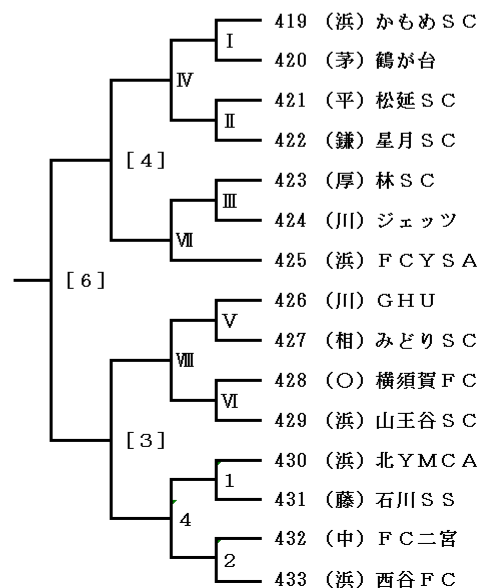 419 (浜) かもめＳＣ
Ⅰ
420 (茅) 鶴が台
Ⅳ
421 (平) 松延ＳＣ
Ⅱ
422 (鎌) 星月ＳＣ
[４]
423 (厚) 林ＳＣ
Ⅲ
424 (川) ジェッツ
Ⅶ
425 (浜) ＦＣＹＳＡ
[６]
426 (川) ＧＨＵ
Ⅴ
427 (相) みどりＳＣ
Ⅷ
428 (○) 横須賀ＦＣ
Ⅵ
429 (浜) 山王谷ＳＣ
[３]
430 (浜) 北ＹＭＣＡ
1
431 (藤) 石川ＳＳ
4
432 (中) ＦＣ二宮
2
433 (浜) 西谷ＦＣ